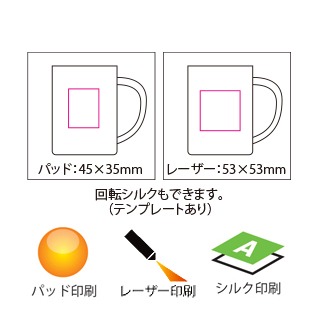 パッド：45×35mm
レーザー：53×53mm
回転シルクもできます。
（テンプレートあり）
A
パッド印刷
レーザー印刷
シルク印刷